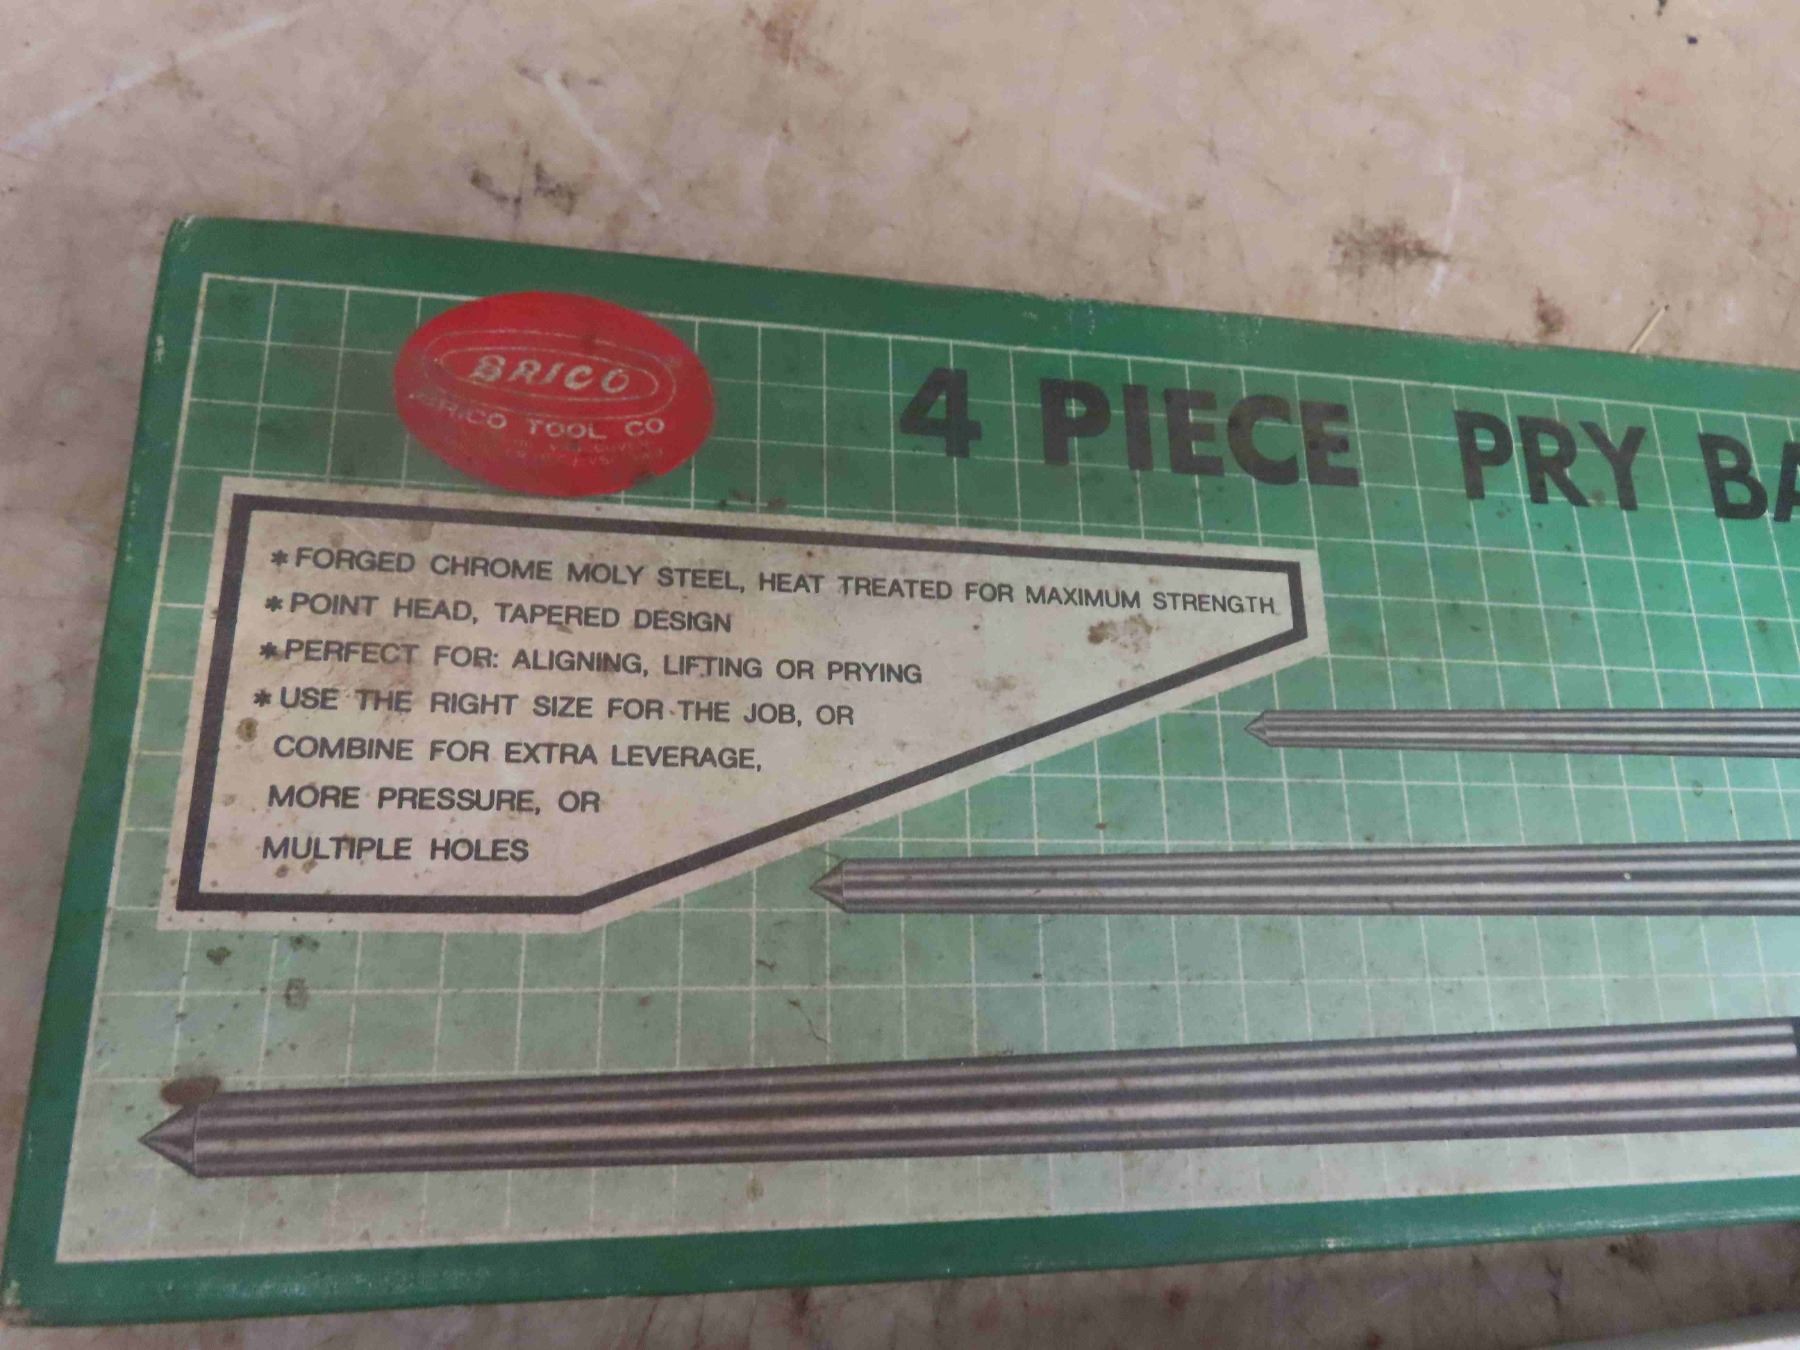 BRICO
BRICO TOOL CO
4 PIECE PRY BA
*FORGED CHROME MOLY STEEL, HEAT TREATED FOR MAXIMUM STRENGTH
*POINT HEAD, TAPERED DESIGN
*PERFECT FOR: ALIGNING, LIFTING OR PRYING
*USE THE RIGHT SIZE FOR THE JOB, OR
COMBINE FOR EXTRA LEVERAGE,
MORE PRESSURE, OR
MULTIPLE HOLES